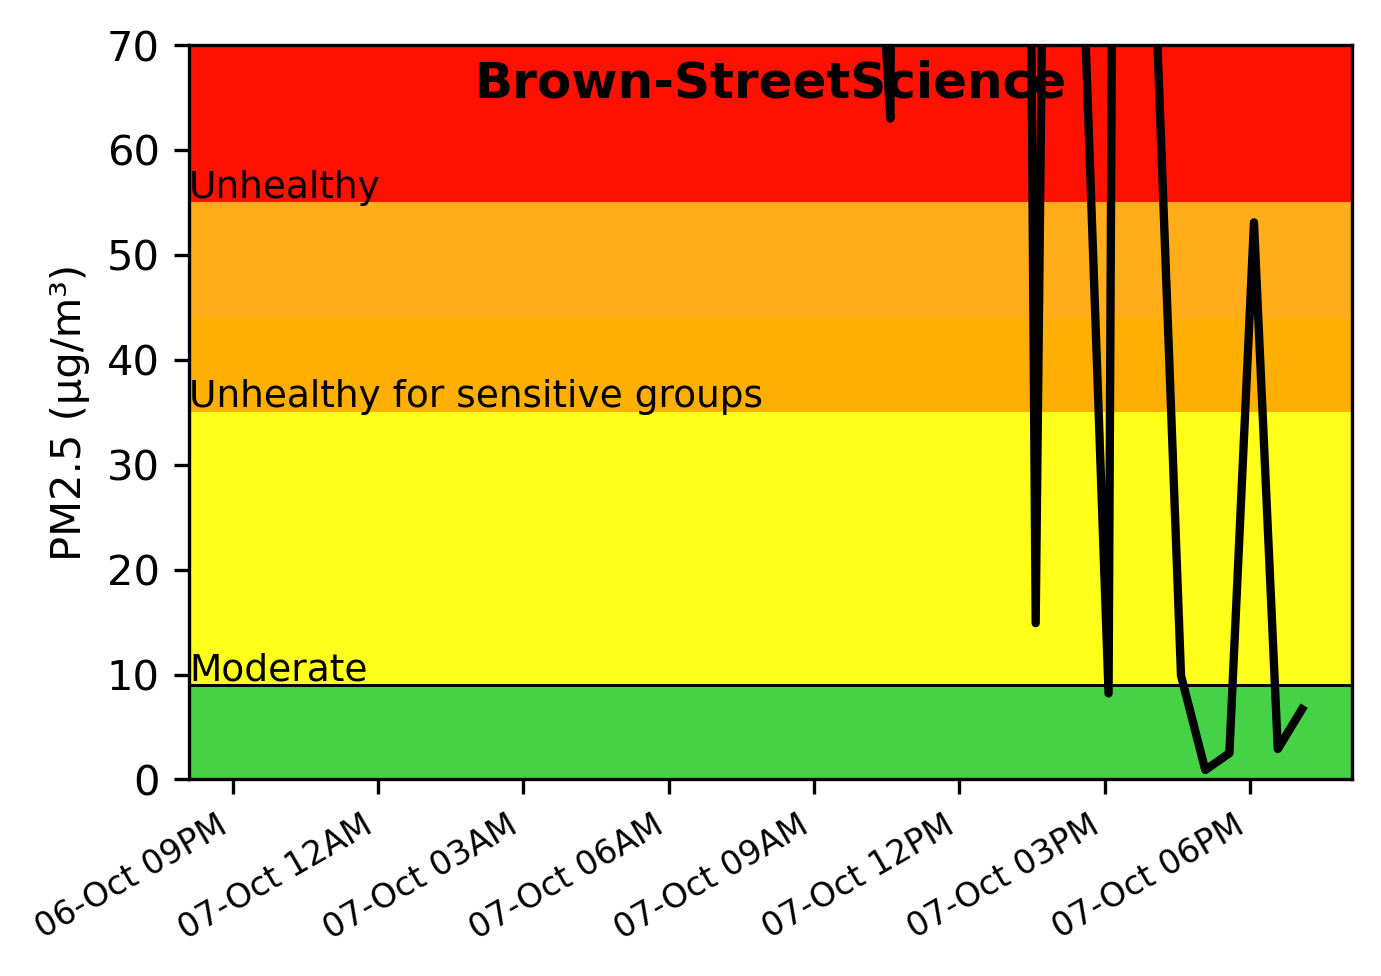 Brown-StreetScience
70
60
Unhealthy
50
40
Unhealthy for sensitive groups
30
20
10
Moderate
0
PM2.5 (µg/m³)
06-Oct 09PM
07-Oct 12AM
07-Oct 03AM
07-Oct 06AM
07-Oct 09AM
07-Oct 12PM
07-Oct 03PM
07-Oct 06PM